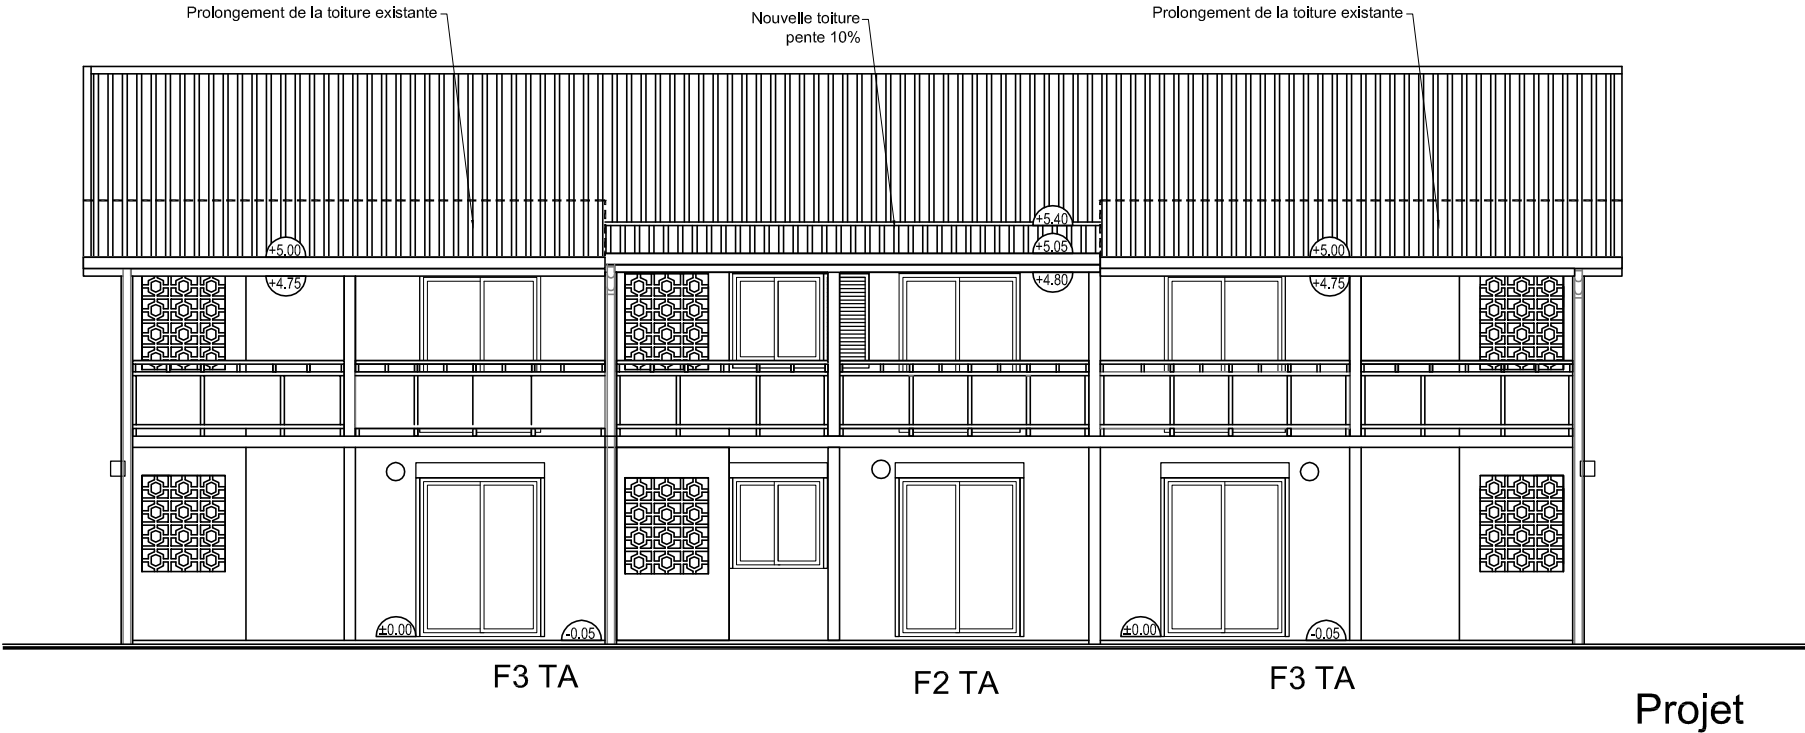 Prolongement de la toiture existante
Nouvelle toiture
pente 10%
Prolongement de la toiture existante
+5.40
+5.00
+5.05
+5.00
+4.75
+4.80
+4.75
±0.00
-0.05
±0.00
-0.05
F3 TA
F2 TA
F3 TA
Projet